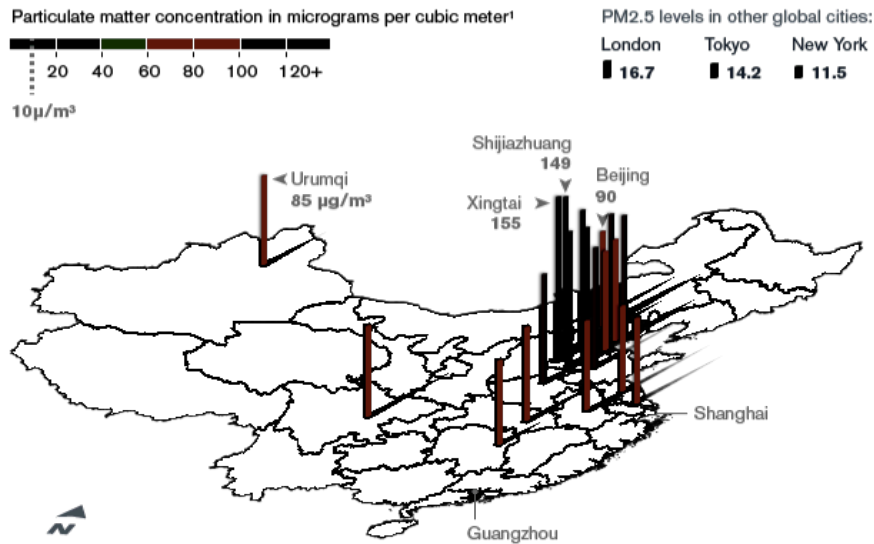 Particulate matter concentration in micrograms per cubic meter¹
PM2.5 levels in other global cities:
20 40 60 80 100 120+
10µ/m³
London Tokyo New York
16.7 14.2 11.5
Shijiazhuang
149
Beijing
90
Urumqi
85 µg/m³
Xingtai
155
Shanghai
Guangzhou
N